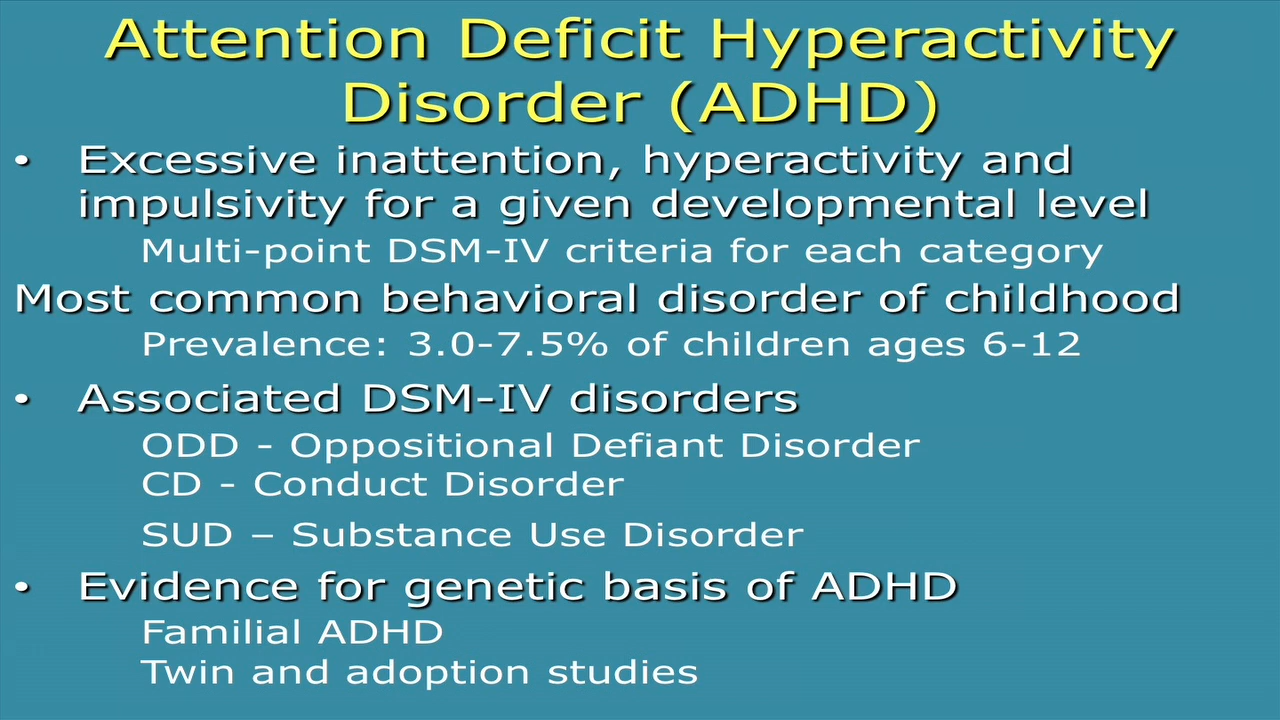 Attention Deficit Hyperactivity
Disorder (ADHD)
• Excessive inattention, hyperactivity and
impulsivity for a given developmental level
Multi-point DSM-IV criteria for each category
Most common behavioral disorder of childhood
Prevalence: 3.0-7.5% of children ages 6-12
• Associated DSM-IV disorders
ODD - Oppositional Defiant Disorder
CD - Conduct Disorder
SUD – Substance Use Disorder
• Evidence for genetic basis of ADHD
Familial ADHD
Twin and adoption studies